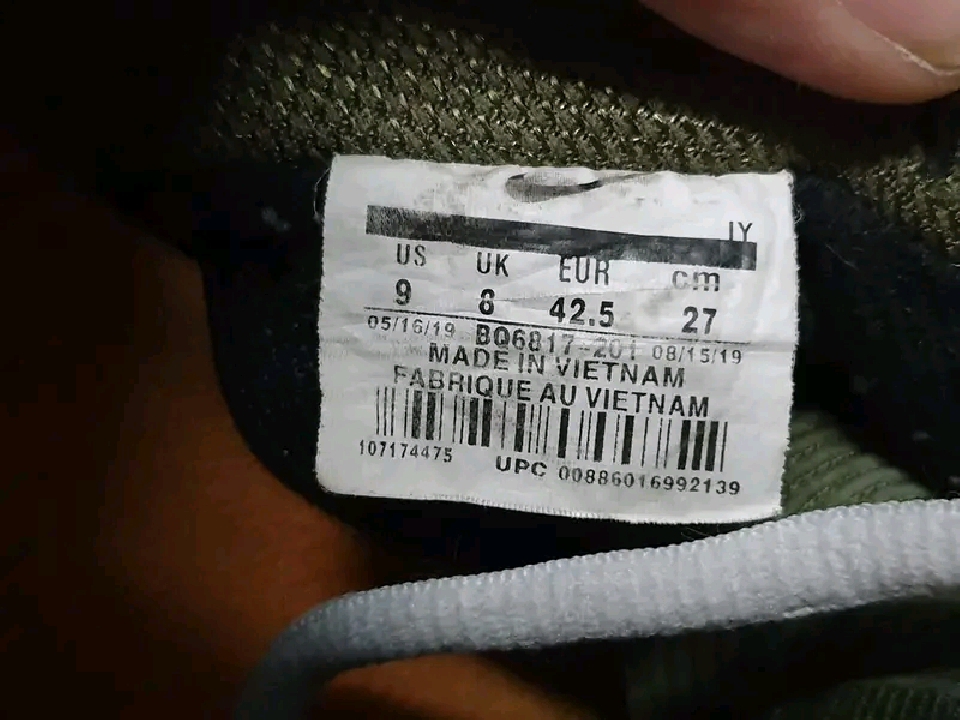 JY
US UK EUR cm
9 8 42.5 27
05/16/19 BQ6817-201 08/15/19
MADE IN VIETNAM
FABRIQUE AU VIETNAM
107174475 UPC 00886016992139